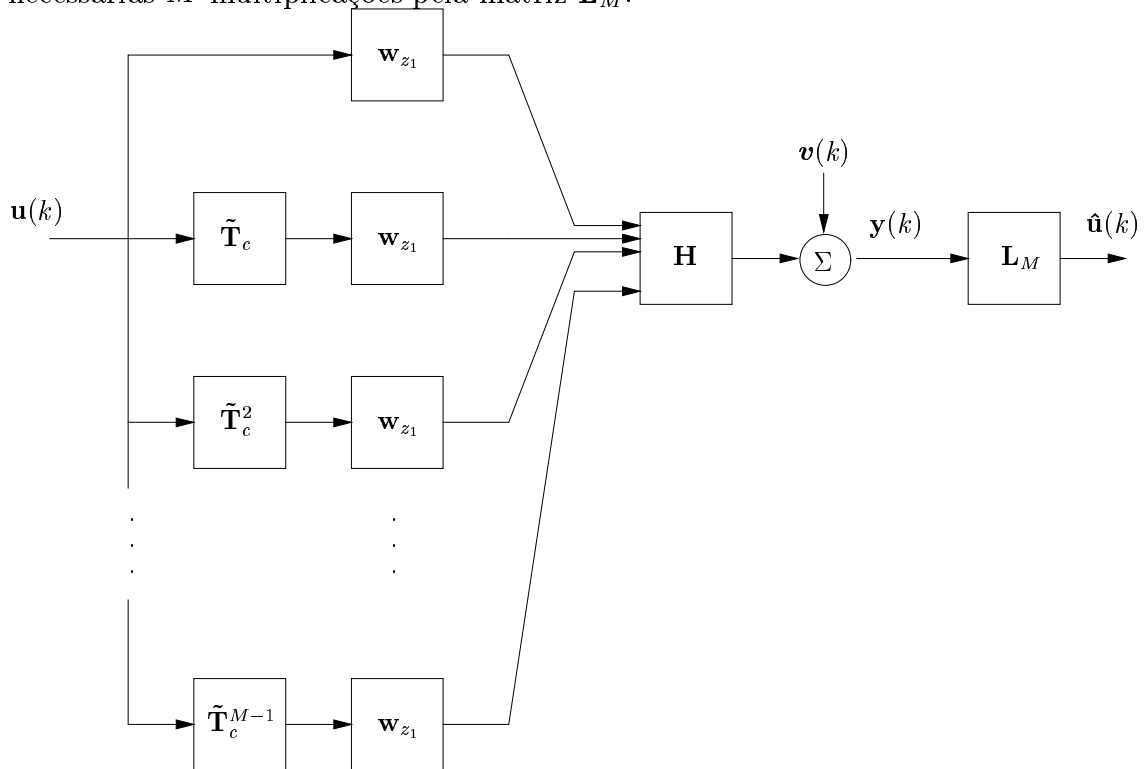 necessárias M multiplicações pela matriz L_M.
w_{z_1}
v(k)
u(k)
T̃_c
w_{z_1}
H
Σ
y(k)
L_M
û(k)
T̃_c^2
w_{z_1}
. .
. .
. .
T̃_c^{M−1}
w_{z_1}